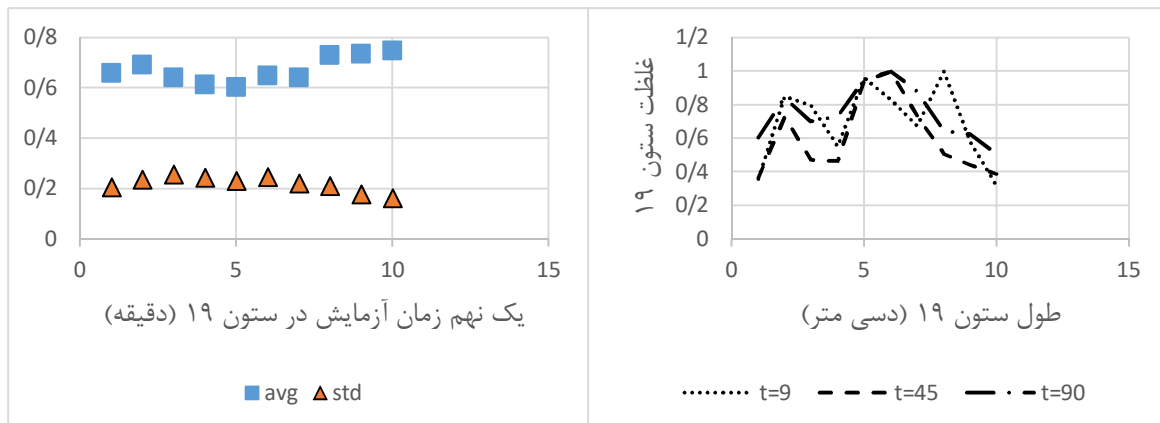 0/8
0/6
0/4
0/2
0
0 5 10 15
یک نهم زمان آزمایش در ستون ۱۹ (دقیقه)
avg std
غلظت ستون ۱۹
1/2
1
0/8
0/6
0/4
0/2
0
0 5 10 15
طول ستون ۱۹ (دسی متر)
t=9 t=45 t=90